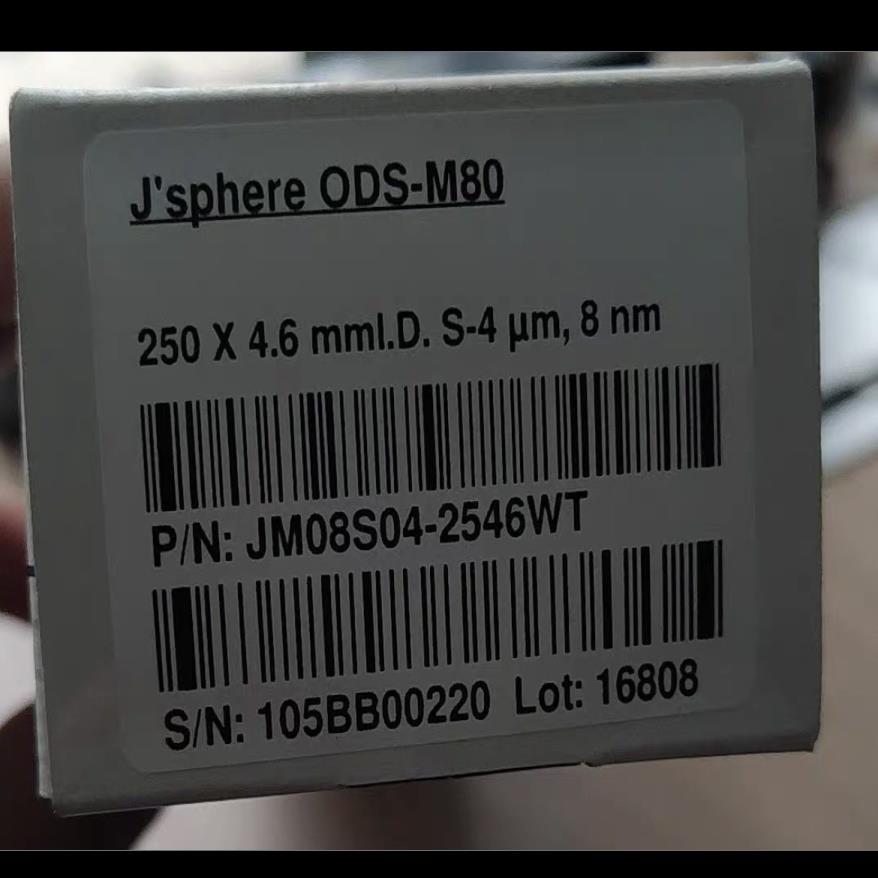 J'sphere ODS-M80
250 X 4.6 mmI.D. S-4 µm, 8 nm
P/N: JM08S04-2546WT
S/N: 105BB00220 Lot: 16808